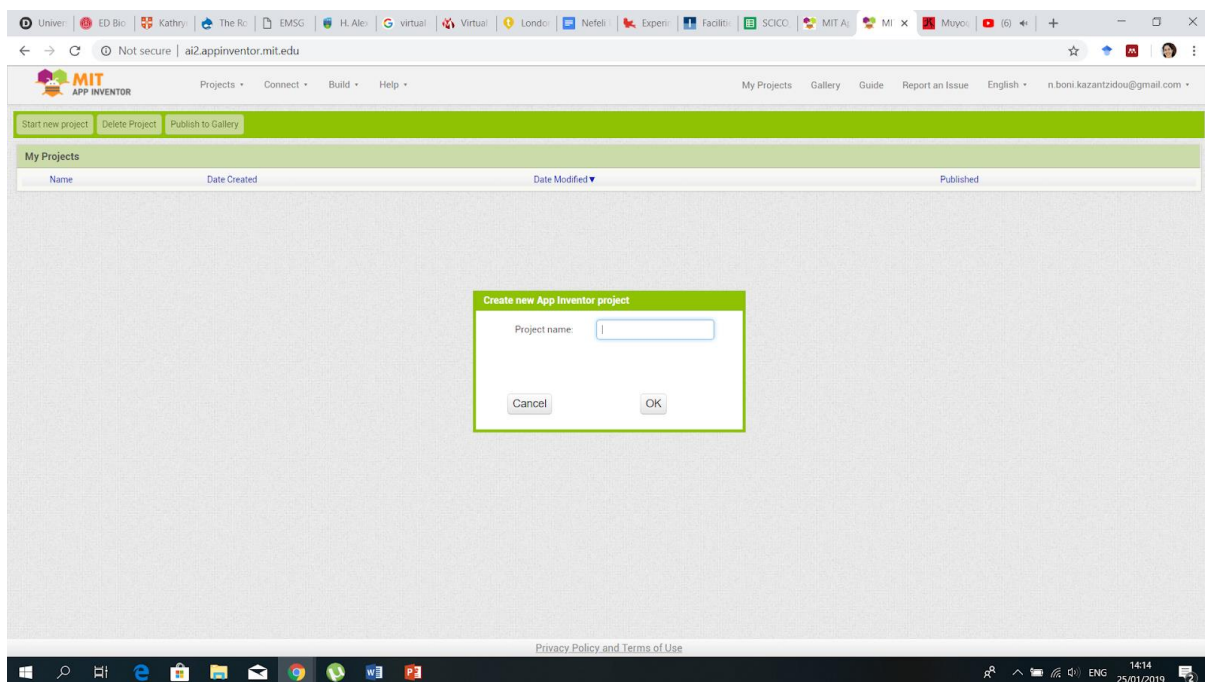 Univer ED Bio Kathry The Ro EMSG H. Ale G virtual Virtual Londo Nefeli Experi Faciliti SCICO MIT A MI Muyo (6)
Not secure | ai2.appinventor.mit.edu
MIT
APP INVENTOR
Projects Connect Build Help My Projects Gallery Guide Report an Issue English n.boni.kazantzidou@gmail.com
Start new project Delete Project Publish to Gallery
My Projects
Name Date Created Date Modified ▼ Published
Create new App Inventor project
Project name:
Cancel OK
Privacy Policy and Terms of Use
ENG 14:14
25/01/2019